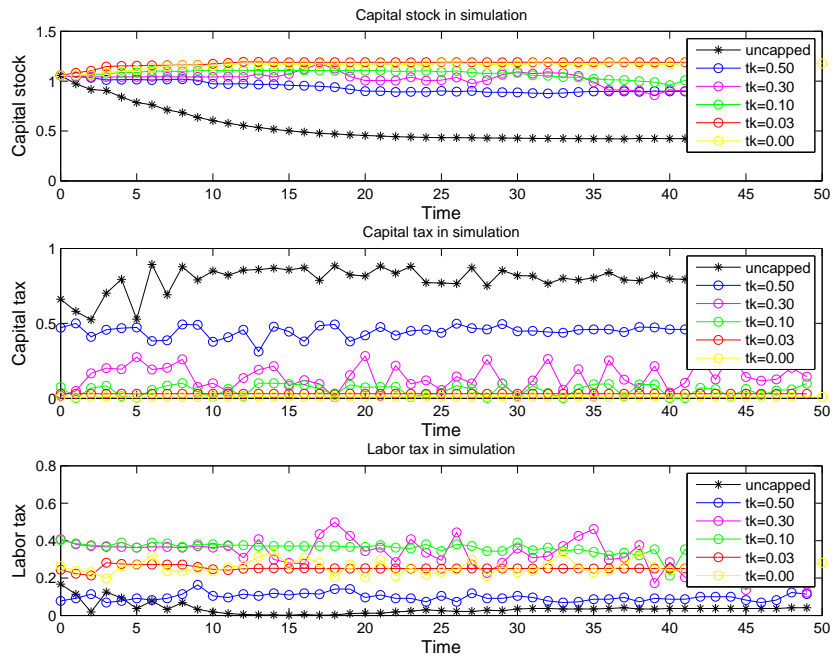 Capital stock in simulation
Capital stock
1.5
1
0.5
0
0 5 10 15 20 25 30 35 40 45 50
Time
uncapped
tk=0.50
tk=0.30
tk=0.10
tk=0.03
tk=0.00
Capital tax in simulation
Capital tax
1
0.5
0
0 5 10 15 20 25 30 35 40 45 50
Time
uncapped
tk=0.50
tk=0.30
tk=0.10
tk=0.03
tk=0.00
Labor tax in simulation
Labor tax
0.8
0.6
0.4
0.2
0
0 5 10 15 20 25 30 35 40 45 50
Time
uncapped
tk=0.50
tk=0.30
tk=0.10
tk=0.03
tk=0.00